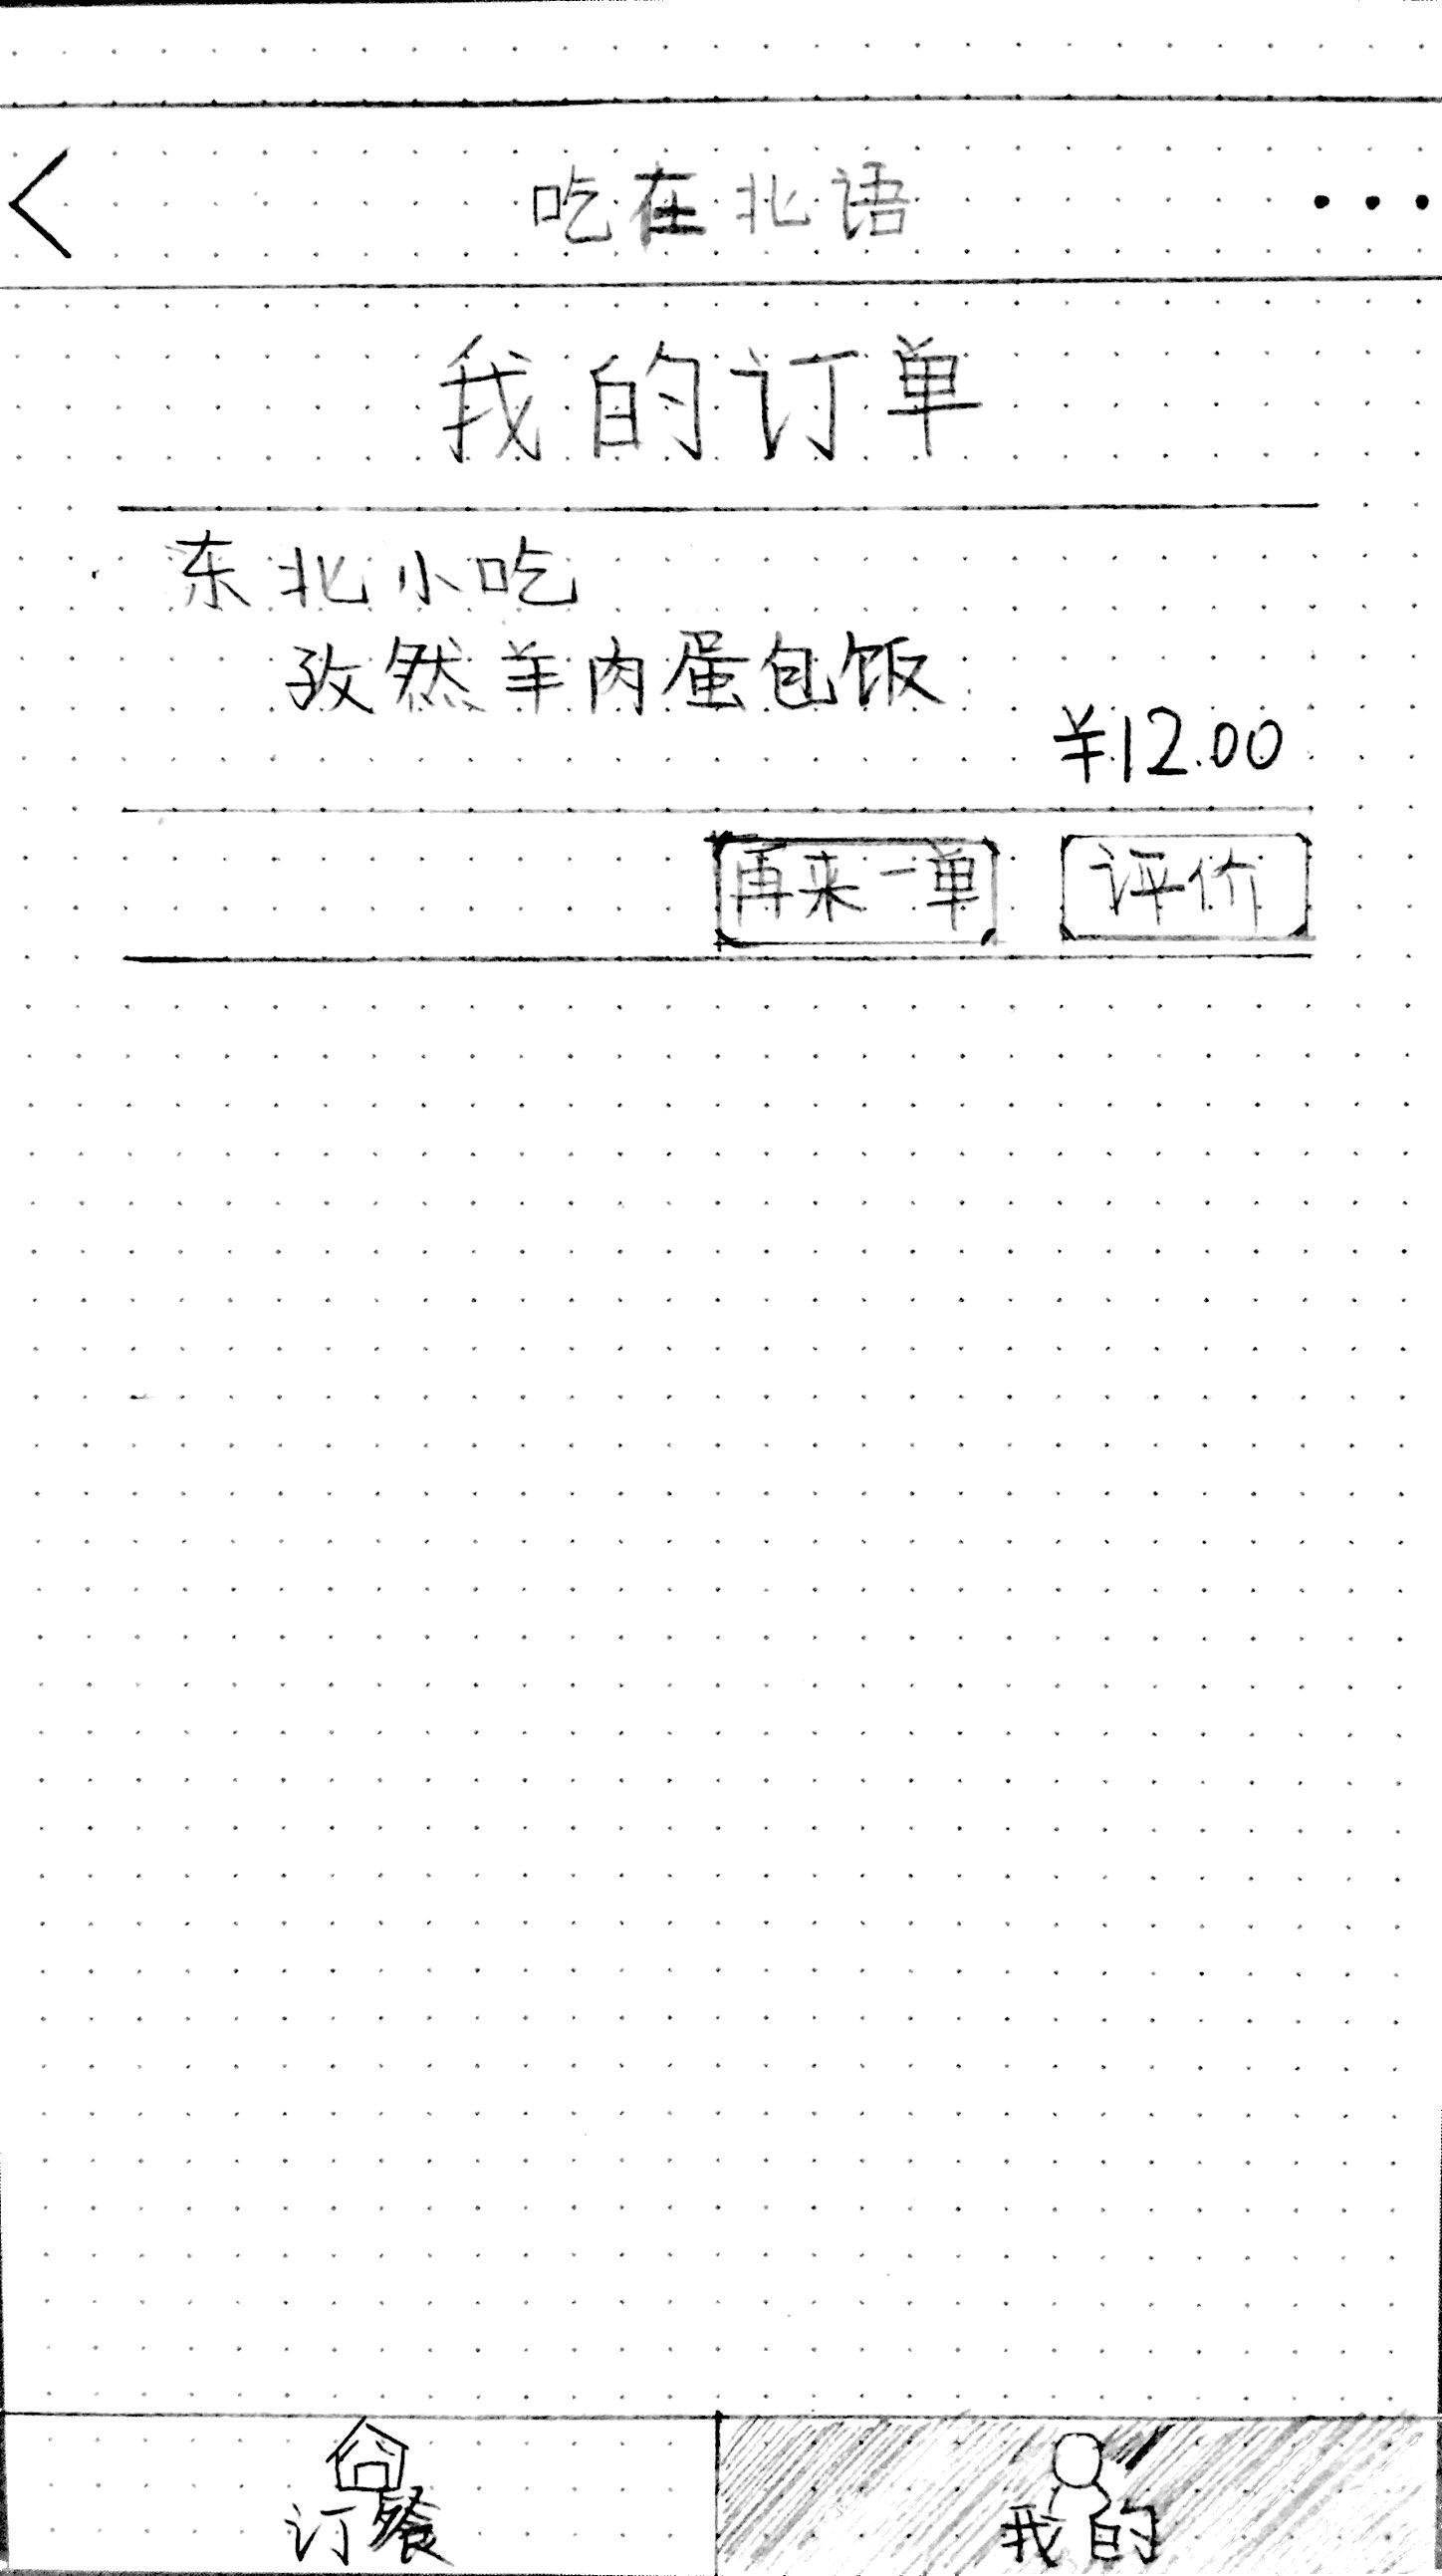 吃在北语
我的订单
东北小吃
孜然羊肉蛋包饭
¥12.00
再来一单 评价
订餐 我的